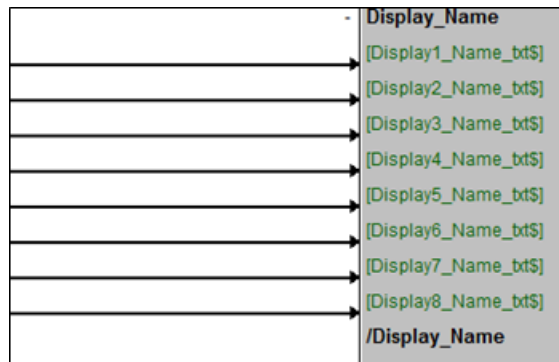 - Display_Name
[Display1_Name_txt$]
[Display2_Name_txt$]
[Display3_Name_txt$]
[Display4_Name_txt$]
[Display5_Name_txt$]
[Display6_Name_txt$]
[Display7_Name_txt$]
[Display8_Name_txt$]
/Display_Name